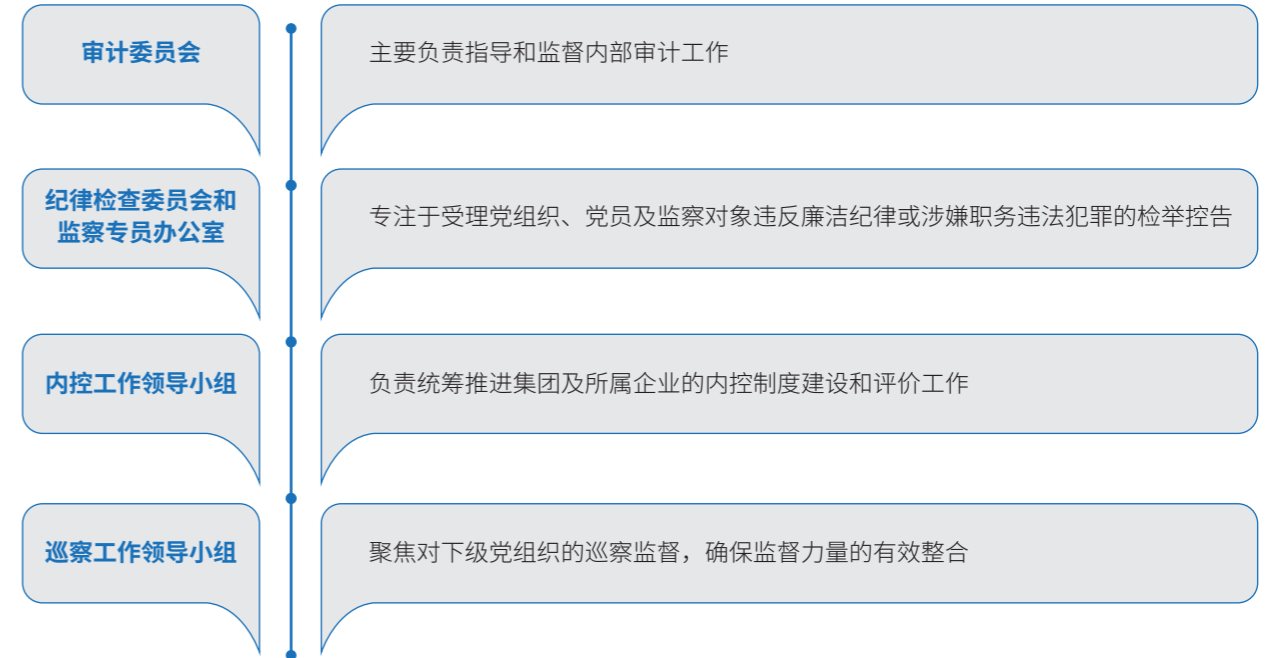 审计委员会
主要负责指导和监督内部审计工作
纪律检查委员会和
监察专员办公室
专注于受理党组织、党员及监察对象违反廉洁纪律或涉嫌职务违法犯罪的检举控告
内控工作领导小组
负责统筹推进集团及所属企业的内控制度建设和评价工作
巡察工作领导小组
聚焦对下级党组织的巡察监督，确保监督力量的有效整合